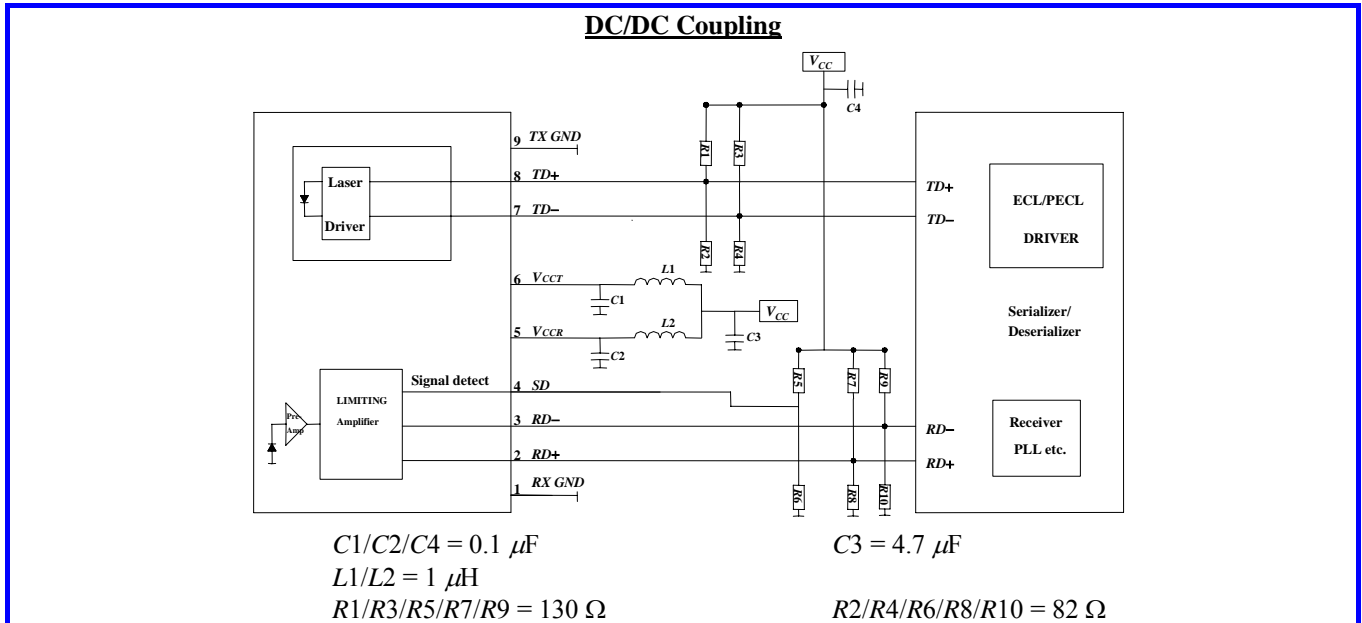 DC/DC Coupling
VCC
C4
9 TX GND
R1
R3
Laser
Driver
8 TD+
TD+
7 TD−
TD−
ECL/PECL
DRIVER
R2
R4
6 VCCT
L1
C1
VCC
5 VCCR
L2
C3
C2
Serializer/
Deserializer
Signal detect
4 SD
R5
R7
R9
LIMITING
Amplifier
Pre-
Amp
3 RD−
RD−
Receiver
PLL etc.
2 RD+
RD+
1 RX GND
R6
R8
R10
C1/C2/C4 = 0.1 μF
C3 = 4.7 μF
L1/L2 = 1 μH
R1/R3/R5/R7/R9 = 130 Ω
R2/R4/R6/R8/R10 = 82 Ω